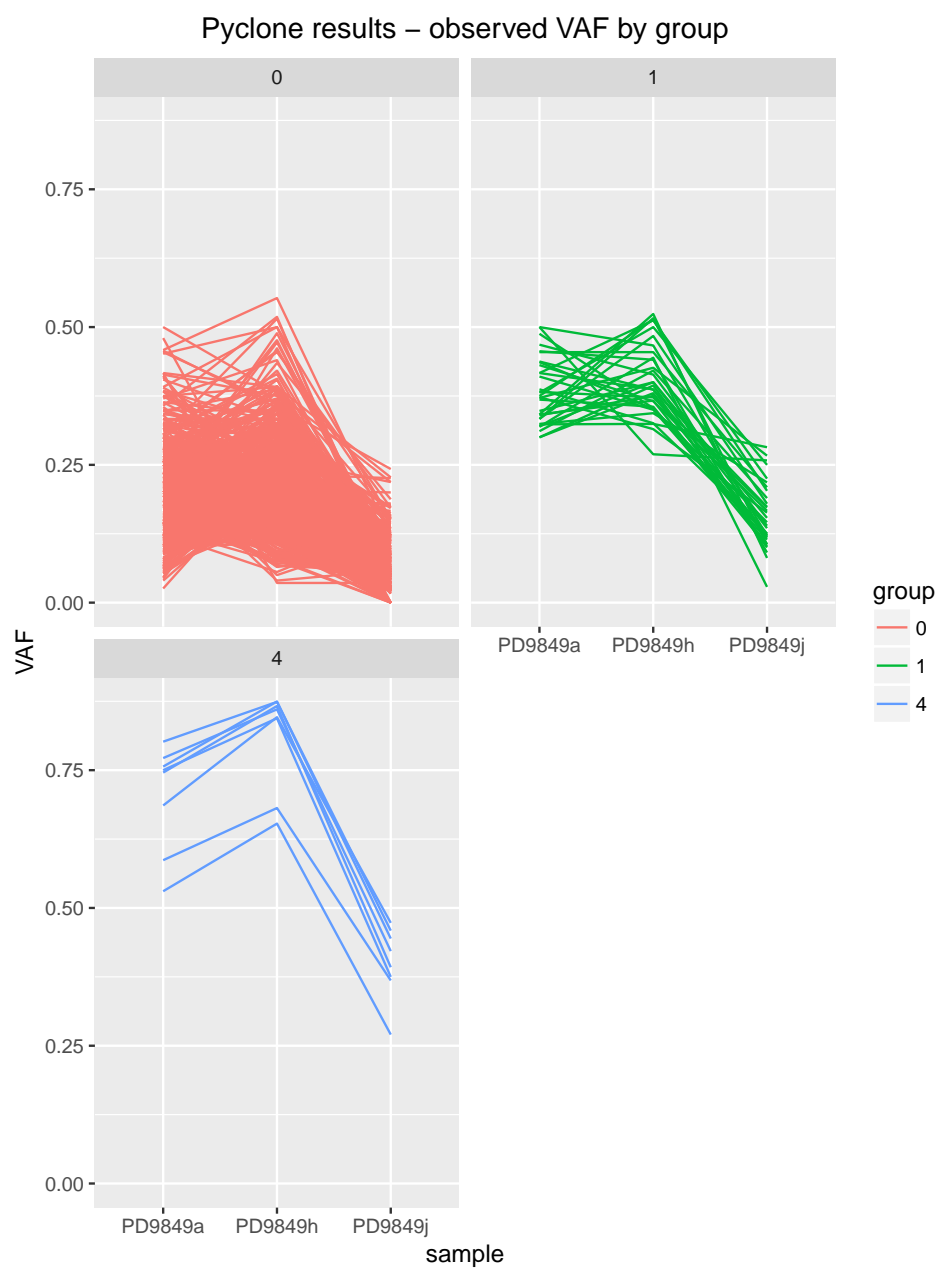 Pyclone results – observed VAF by group
0
1
0.75
0.50
0.25
0.00
PD9849a PD9849h PD9849j
VAF
4
0.75
0.50
0.25
0.00
PD9849a PD9849h PD9849j
sample
group
0
1
4